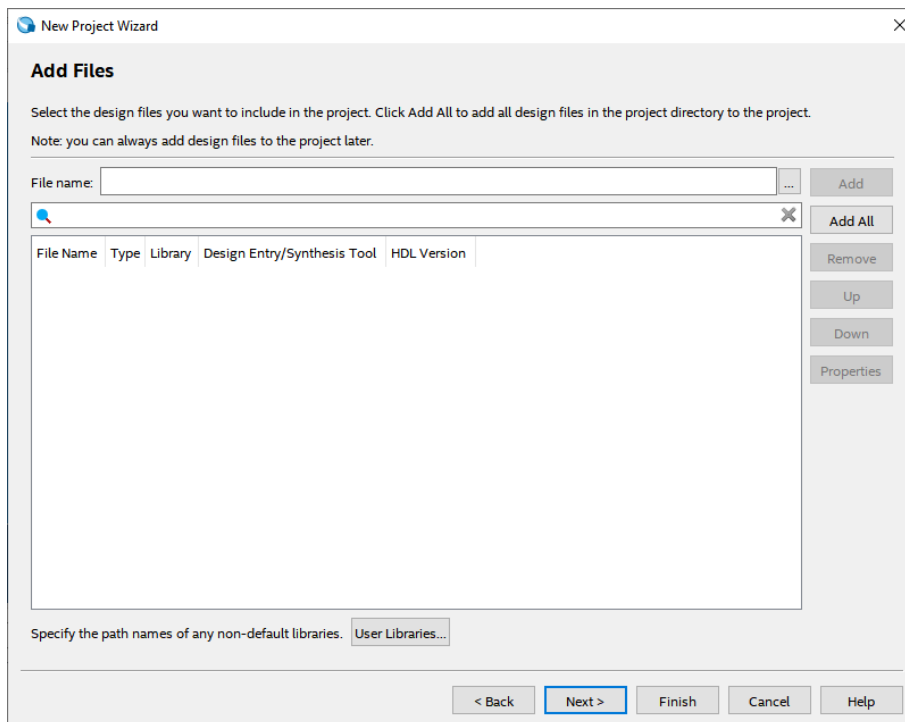 New Project Wizard
Add Files
Select the design files you want to include in the project. Click Add All to add all design files in the project directory to the project.
Note: you can always add design files to the project later.
File name:
...
Add
Add All
File Name Type Library Design Entry/Synthesis Tool HDL Version
Remove
Up
Down
Properties
Specify the path names of any non-default libraries. User Libraries...
< Back Next > Finish Cancel Help